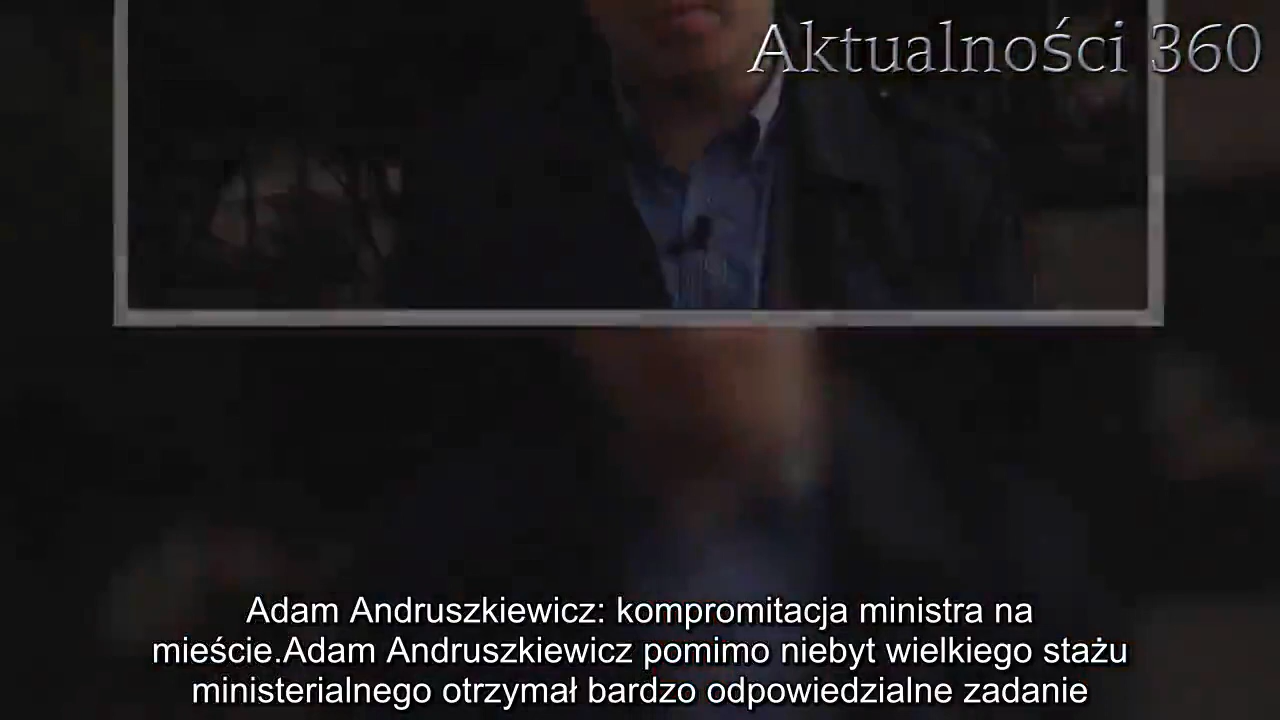 Aktualności 360
Adam Andruszkiewicz: kompromitacja ministra na
mieście.Adam Andruszkiewicz pomimo niebyt wielkiego stażu
ministerialnego otrzymał bardzo odpowiedzialne zadanie